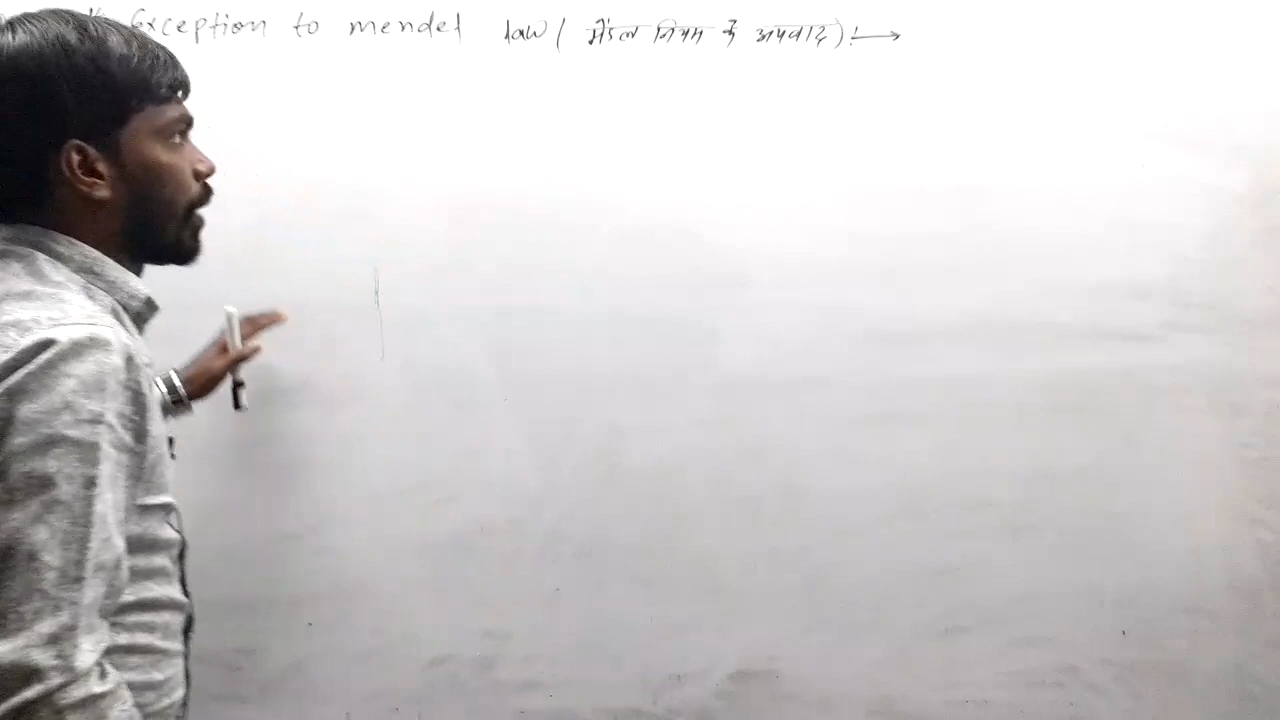 Exception to mendel law ( मेंडल नियम के अपवाद ) :→